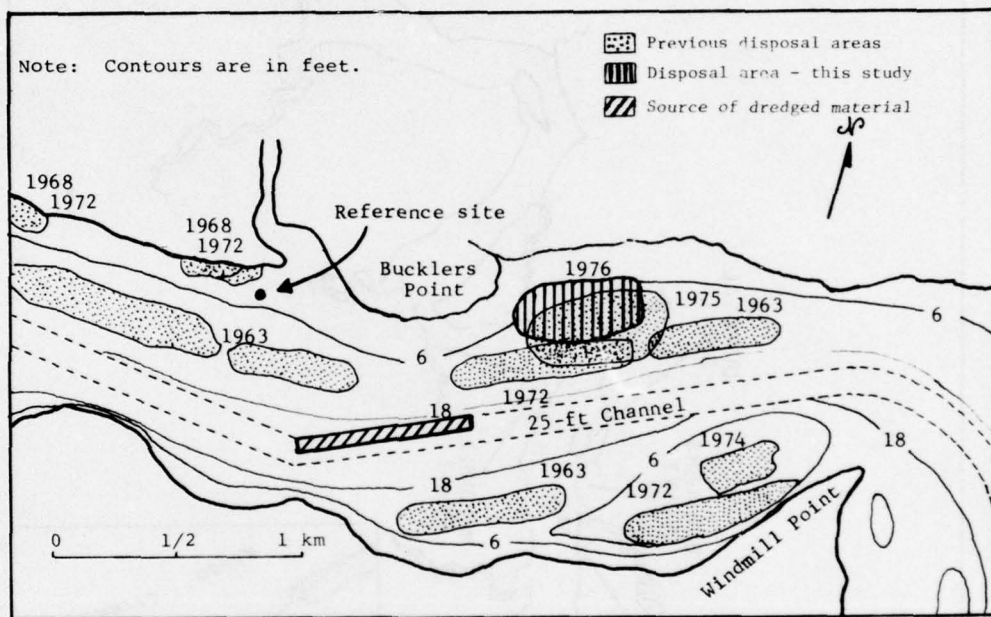 Note: Contours are in feet.
Previous disposal areas
Disposal area - this study
Source of dredged material
N
1968
1972
1968
1972
Reference site
Bucklers
Point
1976
1975
1963
6
1963
6
1972
18
25-ft Channel
18
1974
6
1963
1972
18
6
Windmill Point
0 1/2 1 km